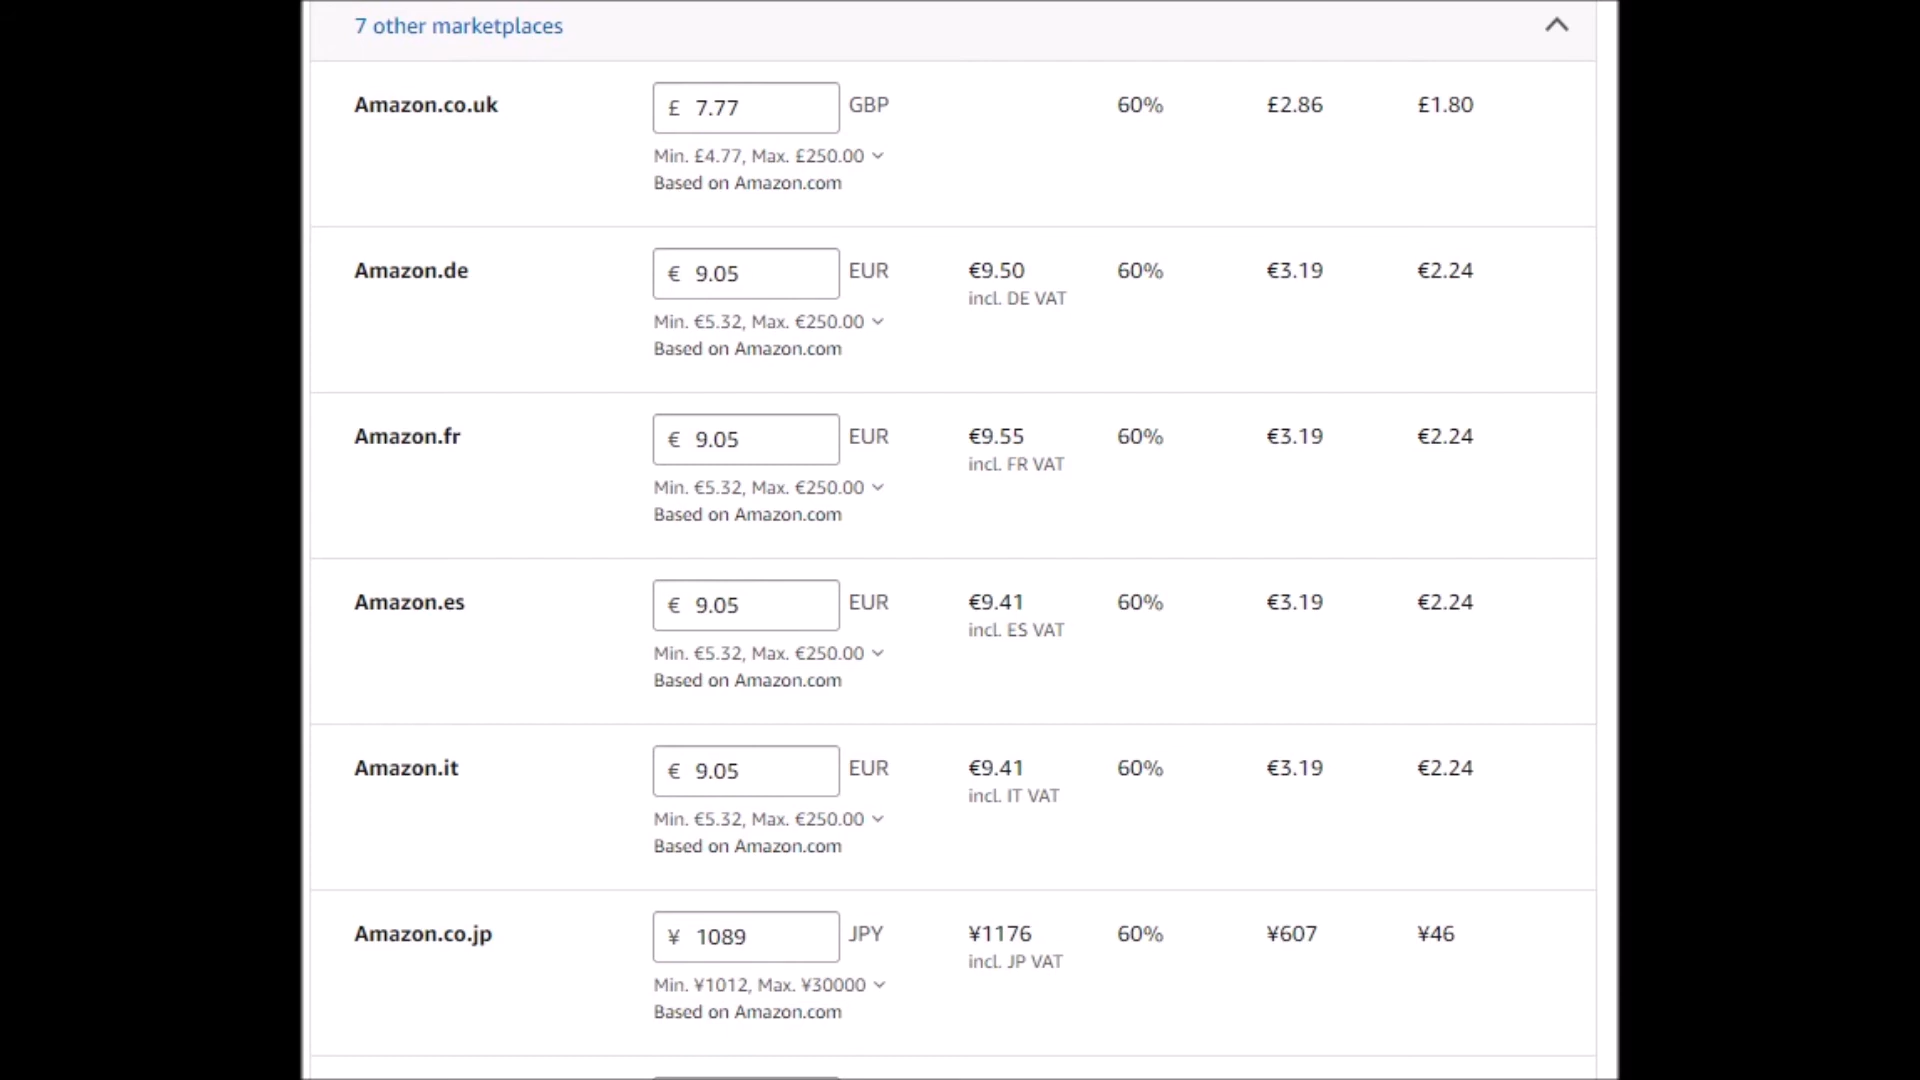 7 other marketplaces
Amazon.co.uk £ 7.77 GBP 60% £2.86 £1.80
Min. £4.77, Max. £250.00
Based on Amazon.com
Amazon.de € 9.05 EUR €9.50 60% €3.19 €2.24
incl. DE VAT
Min. €5.32, Max. €250.00
Based on Amazon.com
Amazon.fr € 9.05 EUR €9.55 60% €3.19 €2.24
incl. FR VAT
Min. €5.32, Max. €250.00
Based on Amazon.com
Amazon.es € 9.05 EUR €9.41 60% €3.19 €2.24
incl. ES VAT
Min. €5.32, Max. €250.00
Based on Amazon.com
Amazon.it € 9.05 EUR €9.41 60% €3.19 €2.24
incl. IT VAT
Min. €5.32, Max. €250.00
Based on Amazon.com
Amazon.co.jp ¥ 1089 JPY ¥1176 60% ¥607 ¥46
incl. JP VAT
Min. ¥1012, Max. ¥30000
Based on Amazon.com